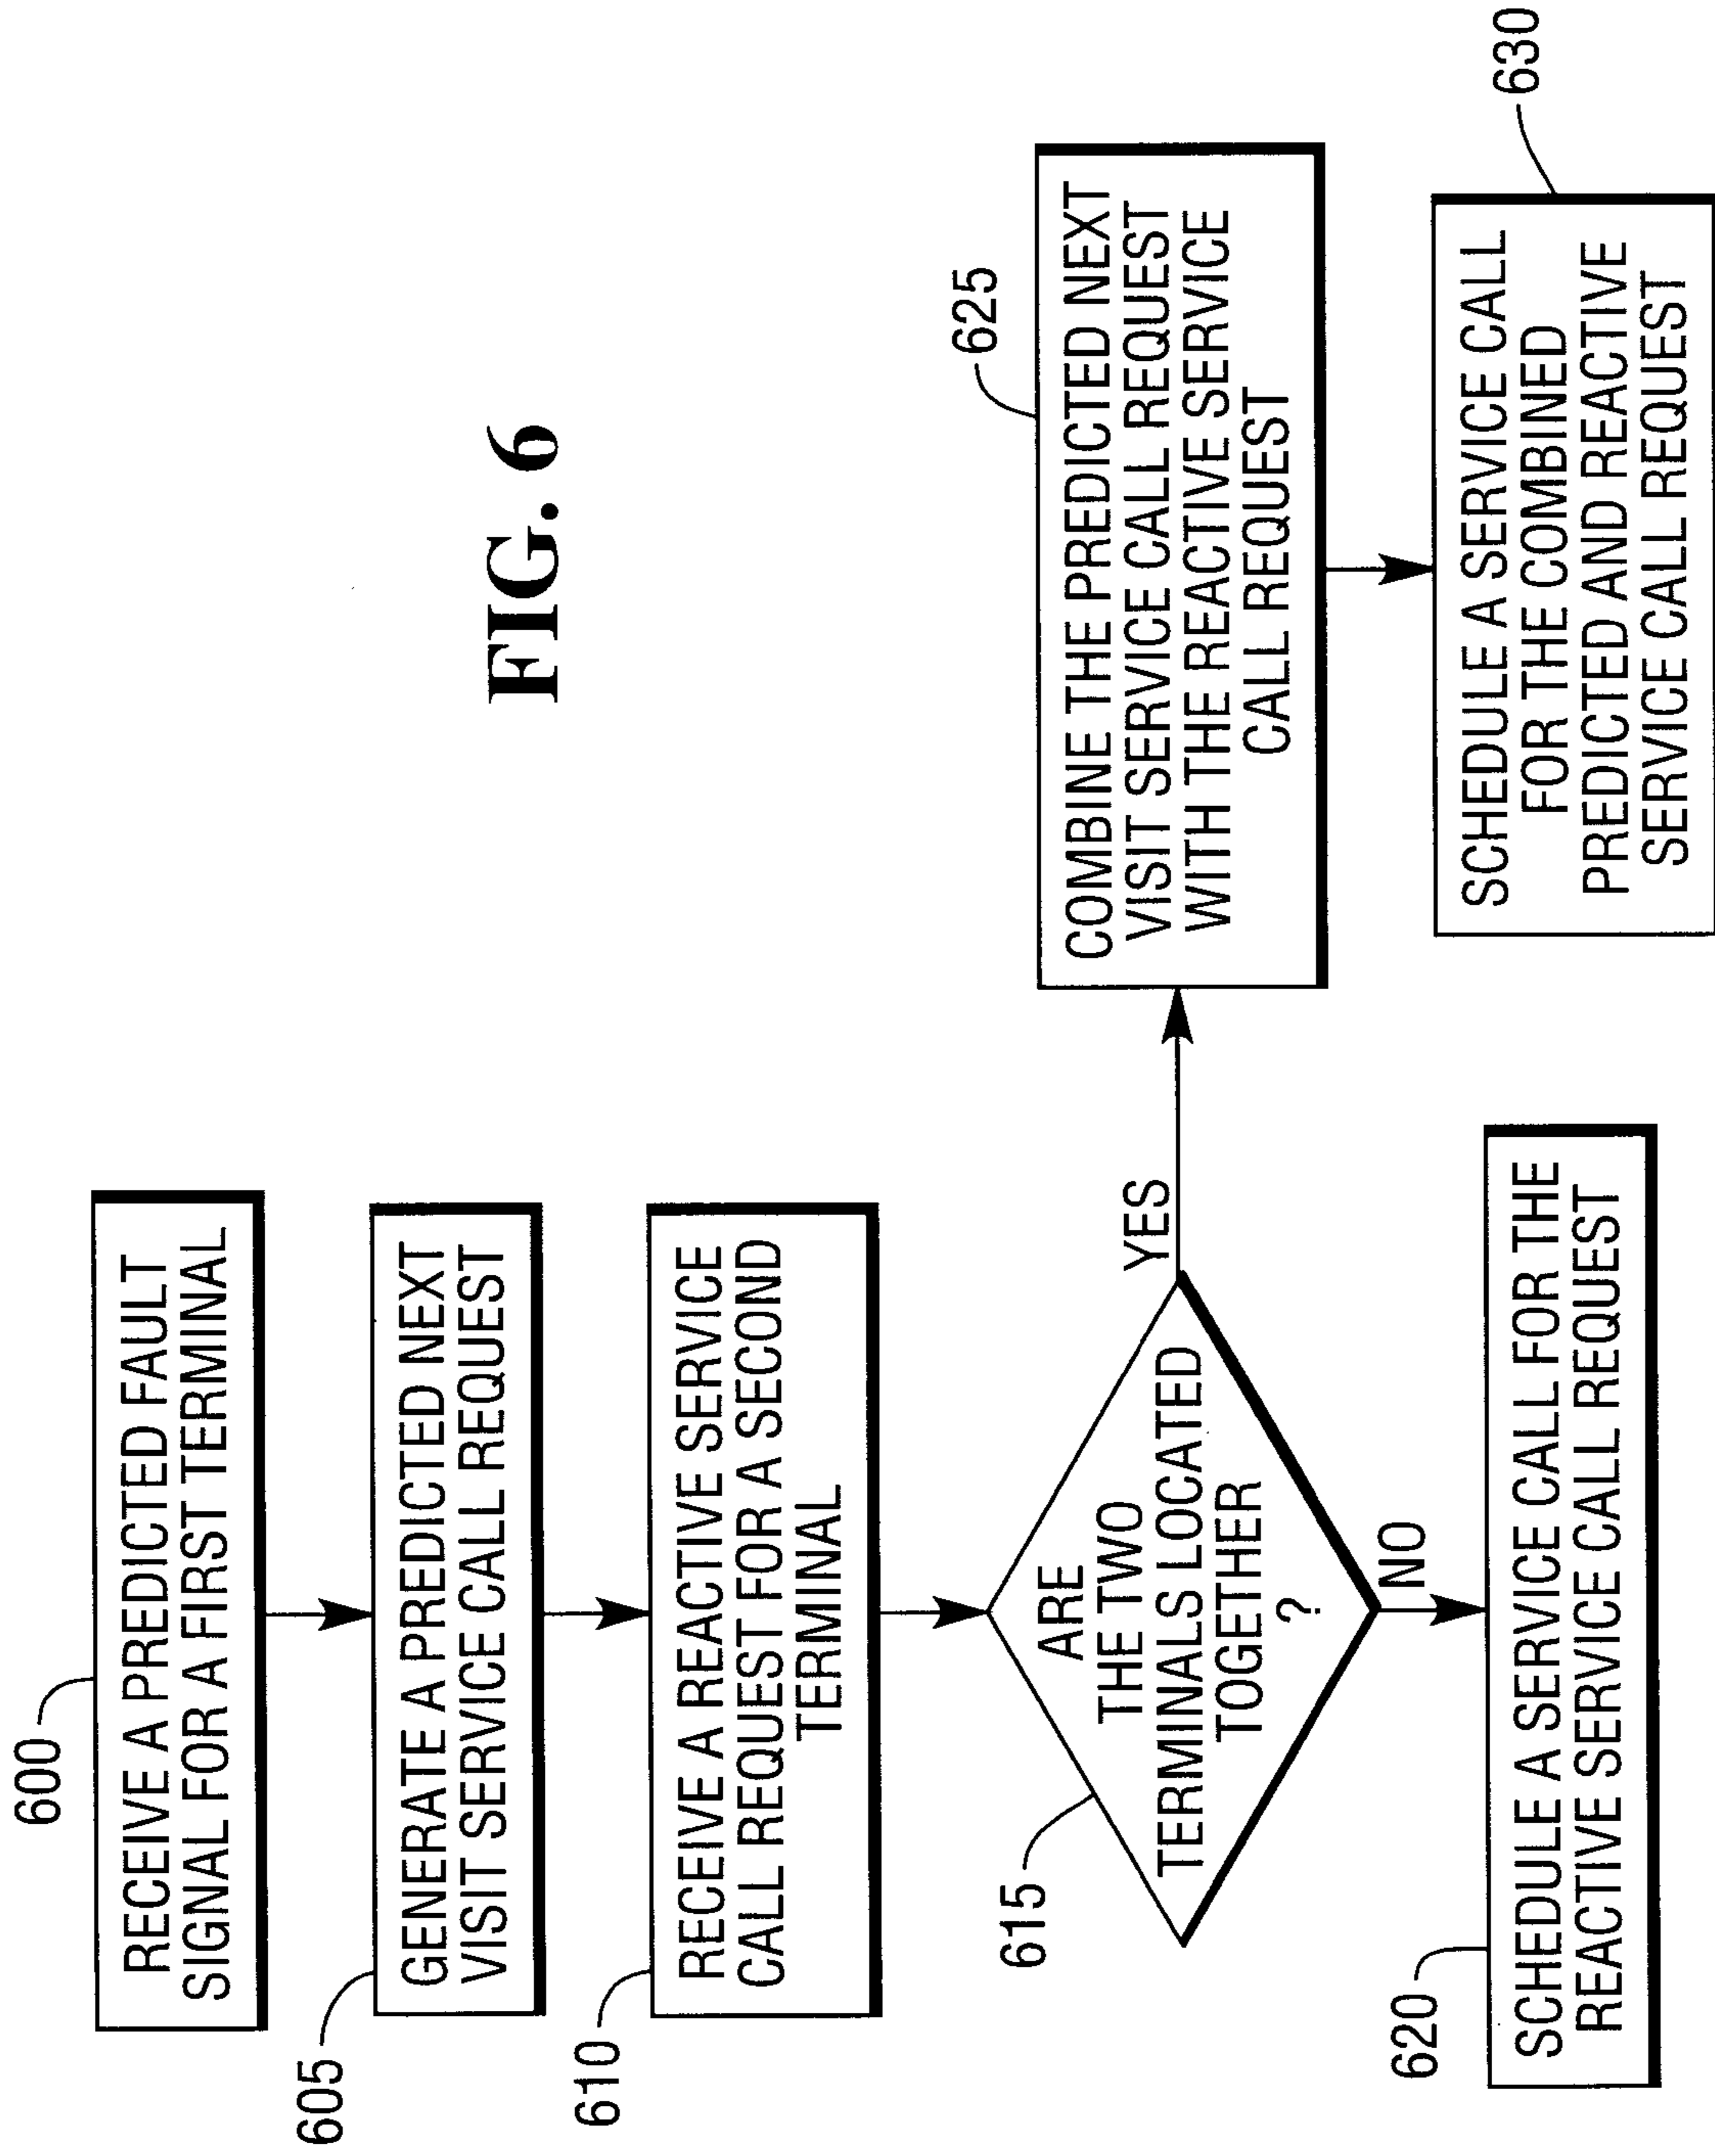 FIG. 6
600
RECEIVE A PREDICTED FAULT
SIGNAL FOR A FIRST TERMINAL
605
GENERATE A PREDICTED NEXT
VISIT SERVICE CALL REQUEST
610
RECEIVE A REACTIVE SERVICE
CALL REQUEST FOR A SECOND
TERMINAL
615
ARE
THE TWO
TERMINALS LOCATED
TOGETHER
?
YES
NO
620
SCHEDULE A SERVICE CALL FOR THE
REACTIVE SERVICE CALL REQUEST
625
COMBINE THE PREDICTED NEXT
VISIT SERVICE CALL REQUEST
WITH THE REACTIVE SERVICE
CALL REQUEST
630
SCHEDULE A SERVICE CALL
FOR THE COMBINED
PREDICTED AND REACTIVE
SERVICE CALL REQUEST